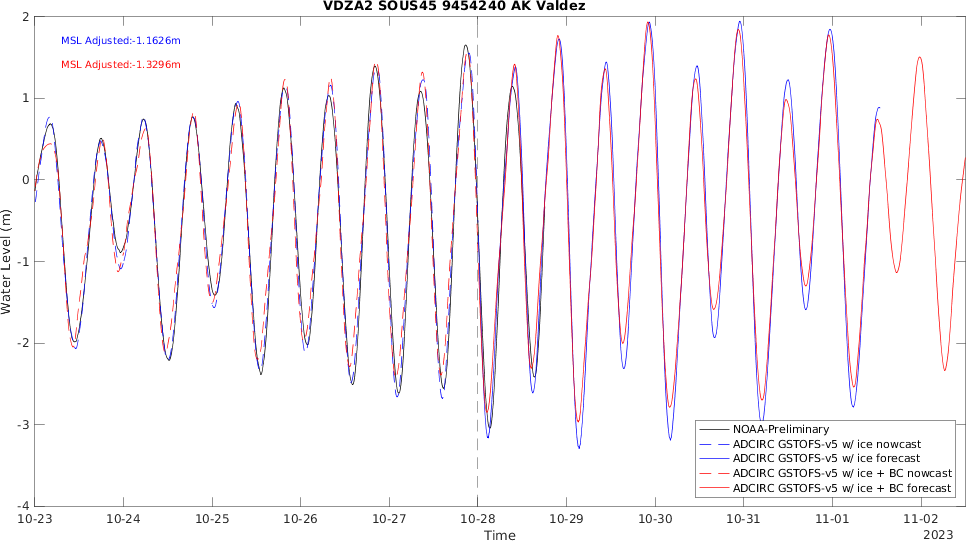 VDZA2 SOUS45 9454240 AK Valdez
MSL Adjusted:-1.1626m
MSL Adjusted:-1.3296m
2
1
0
-1
-2
-3
-4
Water Level (m)
NOAA-Preliminary
ADCIRC GSTOFS-v5 w/ ice nowcast
ADCIRC GSTOFS-v5 w/ ice forecast
ADCIRC GSTOFS-v5 w/ ice + BC nowcast
ADCIRC GSTOFS-v5 w/ ice + BC forecast
10-23 10-24 10-25 10-26 10-27 10-28 10-29 10-30 10-31 11-01 11-02
Time
2023